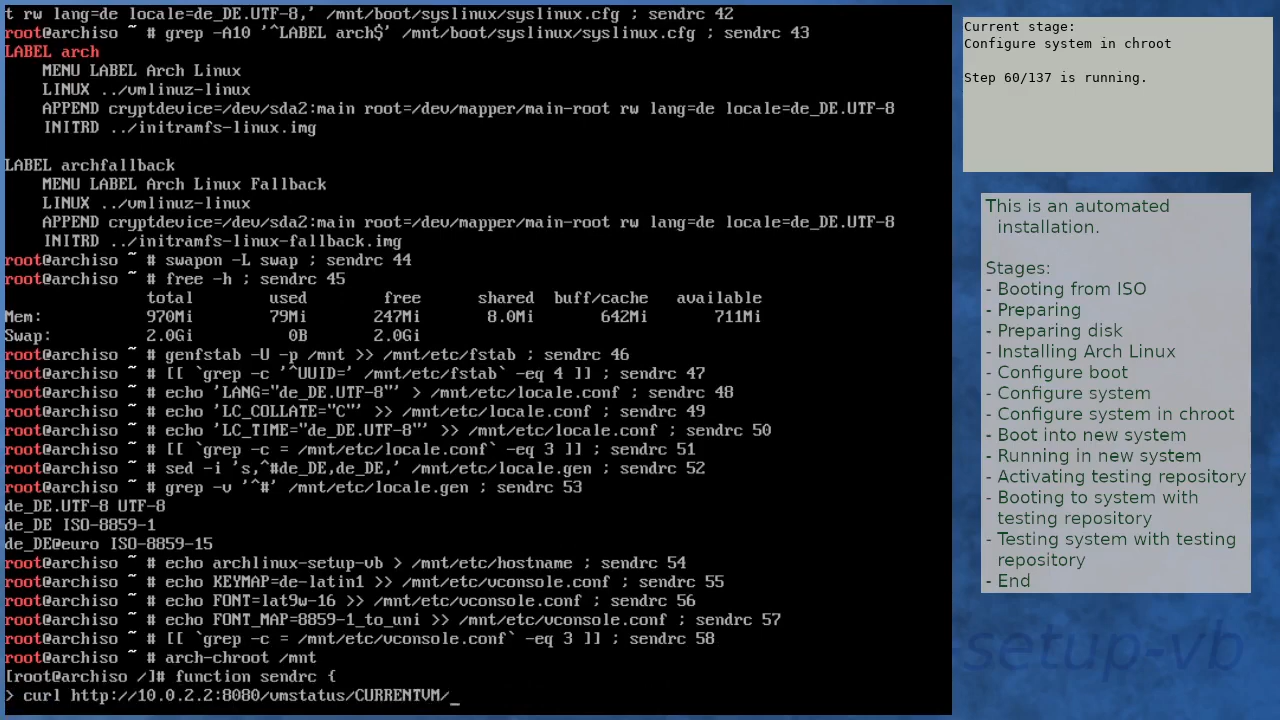 t rw lang=de locale=de_DE.UTF-8,' /mnt/boot/syslinux/syslinux.cfg ; sendrc 42
root@archiso ~ # grep -A10 '^LABEL arch$' /mnt/boot/syslinux/syslinux.cfg ; sendrc 43
LABEL arch
    MENU LABEL Arch Linux
    LINUX ../vmlinuz-linux
    APPEND cryptdevice=/dev/sda2:main root=/dev/mapper/main-root rw lang=de locale=de_DE.UTF-8
    INITRD ../initramfs-linux.img

LABEL archfallback
    MENU LABEL Arch Linux Fallback
    LINUX ../vmlinuz-linux
    APPEND cryptdevice=/dev/sda2:main root=/dev/mapper/main-root rw lang=de locale=de_DE.UTF-8
    INITRD ../initramfs-linux-fallback.img
root@archiso ~ # swapon -L swap ; sendrc 44
root@archiso ~ # free -h ; sendrc 45
               total        used        free      shared  buff/cache   available
Mem:           970Mi        79Mi       247Mi       8.0Mi       642Mi       711Mi
Swap:          2.0Gi          0B       2.0Gi
root@archiso ~ # genfstab -U -p /mnt >> /mnt/etc/fstab ; sendrc 46
root@archiso ~ # [[ `grep -c '^UUID=' /mnt/etc/fstab` -eq 4 ]] ; sendrc 47
root@archiso ~ # echo 'LANG="de_DE.UTF-8"' > /mnt/etc/locale.conf ; sendrc 48
root@archiso ~ # echo 'LC_COLLATE="C"' >> /mnt/etc/locale.conf ; sendrc 49
root@archiso ~ # echo 'LC_TIME="de_DE.UTF-8"' >> /mnt/etc/locale.conf ; sendrc 50
root@archiso ~ # [[ `grep -c = /mnt/etc/locale.conf` -eq 3 ]] ; sendrc 51
root@archiso ~ # sed -i 's,^#de_DE,de_DE,' /mnt/etc/locale.gen ; sendrc 52
root@archiso ~ # grep -v '^#' /mnt/etc/locale.gen ; sendrc 53
de_DE.UTF-8 UTF-8
de_DE ISO-8859-1
de_DE@euro ISO-8859-15
root@archiso ~ # echo archlinux-setup-vb > /mnt/etc/hostname ; sendrc 54
root@archiso ~ # echo KEYMAP=de-latin1 >> /mnt/etc/vconsole.conf ; sendrc 55
root@archiso ~ # echo FONT=lat9w-16 >> /mnt/etc/vconsole.conf ; sendrc 56
root@archiso ~ # echo FONT_MAP=8859-1_to_uni >> /mnt/etc/vconsole.conf ; sendrc 57
root@archiso ~ # [[ `grep -c = /mnt/etc/vconsole.conf` -eq 3 ]] ; sendrc 58
root@archiso ~ # arch-chroot /mnt
[root@archiso /]# function sendrc {
> curl http://10.0.2.2:8080/vmstatus/CURRENTVM/_
Current stage:
Configure system in chroot

Step 60/137 is running.
This is an automated
installation.

Stages:
- Booting from ISO
- Preparing
- Preparing disk
- Installing Arch Linux
- Configure boot
- Configure system
- Configure system in chroot
- Boot into new system
- Running in new system
- Activating testing repository
- Booting to system with
testing repository
- Testing system with testing
repository
- End
-setup-vb